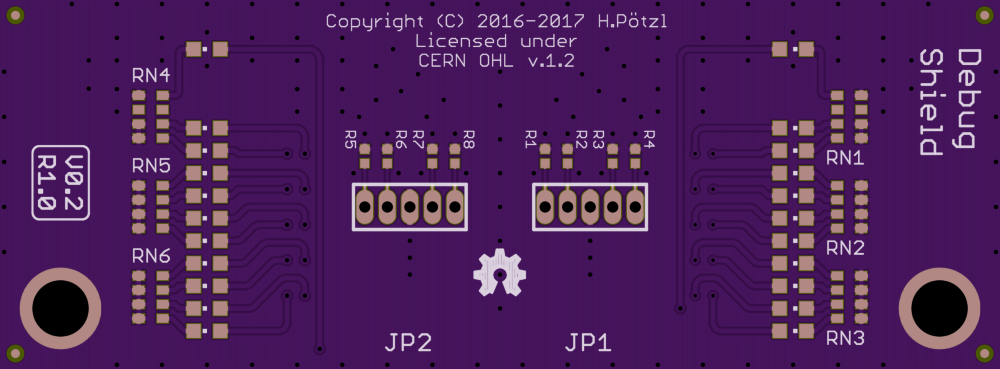 Copyright (C) 2016-2017 H.Pötzl
Licensed under
CERN OHL v.1.2
Debug
Shield
RN4
RN5
RN6
V0.2
R1.0
R5
R6
R7
R8
R1
R2
R3
R4
RN1
RN2
RN3
JP2
JP1